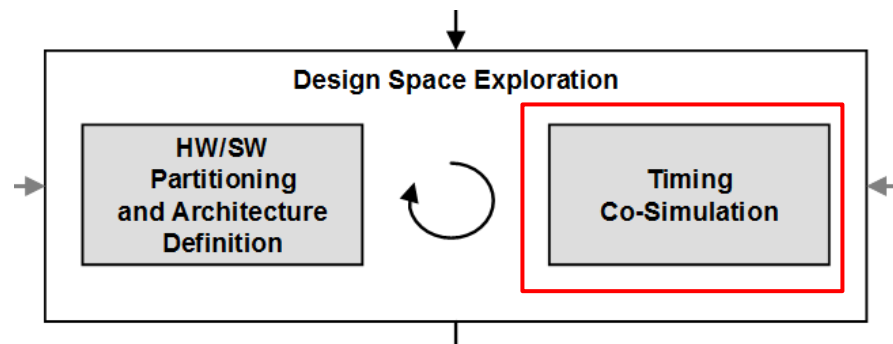 Design Space Exploration
HW/SW
Partitioning
and Architecture
Definition
Timing
Co-Simulation